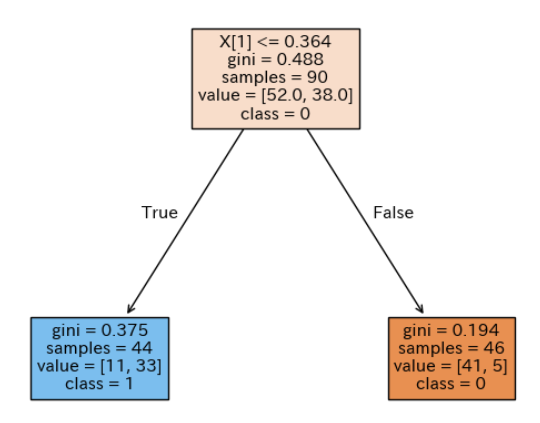 X[1] <= 0.364
gini = 0.488
samples = 90
value = [52.0, 38.0]
class = 0
True
False
gini = 0.375
samples = 44
value = [11, 33]
class = 1
gini = 0.194
samples = 46
value = [41, 5]
class = 0